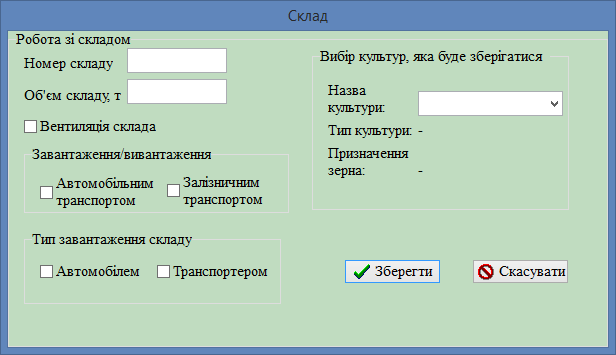 Склад
Робота зі складом
Номер складу
Об'єм складу, т
Вентиляція склада
Завантаження/вивантаження
Автомобільним
транспортом
Залізничним
транспортом
Тип завантаження складу
Автомобілем
Транспортером
Вибір культур, яка буде зберігатися
Назва
культури:
Тип культури: -
Призначення
зерна: -
Зберегти
Скасувати